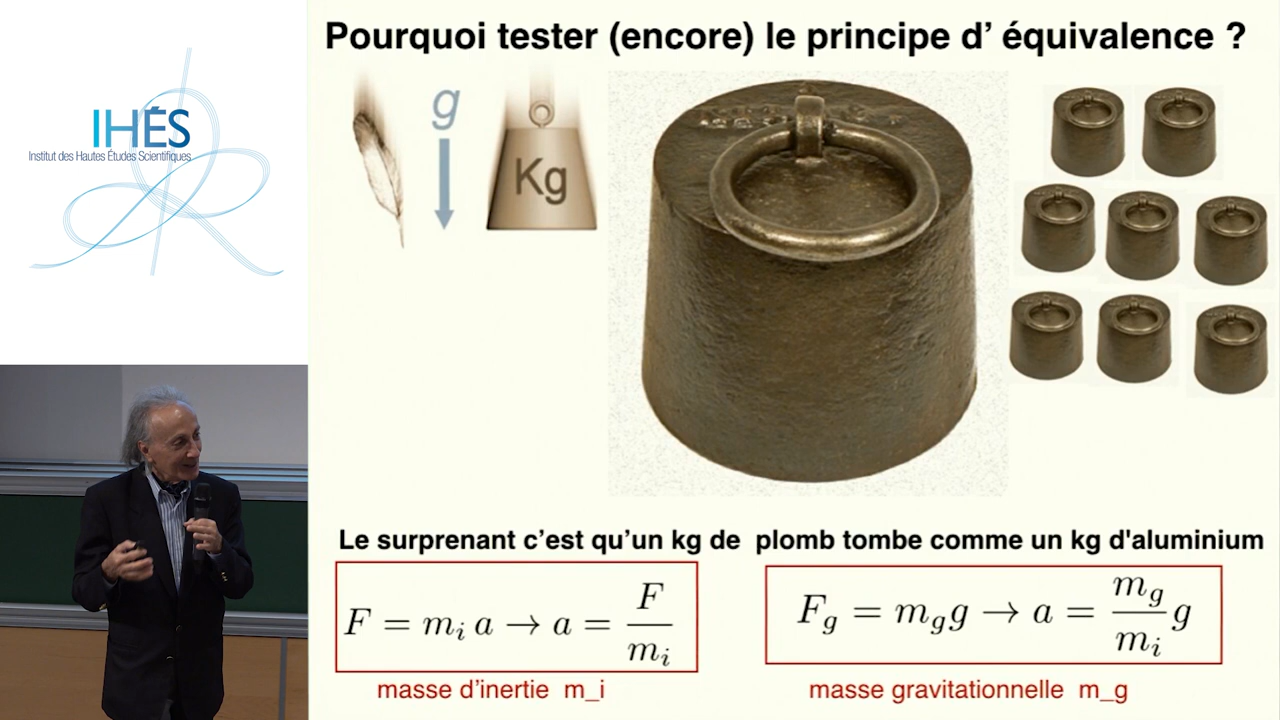 IHÉS
Institut des Hautes Études Scientifiques
Pourquoi tester (encore) le principe d' équivalence ?
g
Kg
Le surprenant c'est qu'un kg de plomb tombe comme un kg d'aluminium
F = m_i a → a = F/m_i
F_g = m_g g → a = m_g/m_i g
masse d'inertie m_i
masse gravitationnelle m_g